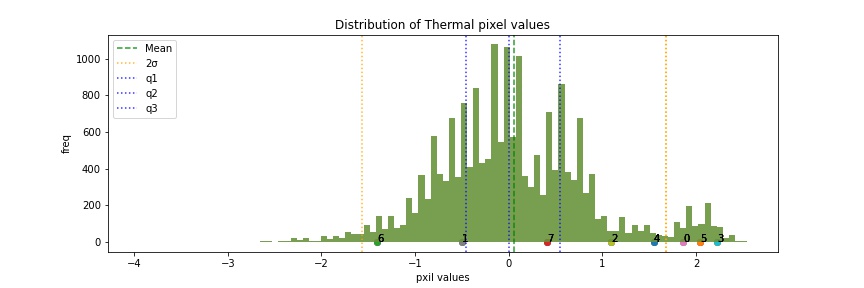 Distribution of Thermal pixel values
Mean
2σ
q1
q2
q3
freq
1000
800
600
400
200
0
6 1 7 2 4 0 5 3
−4 −3 −2 −1 0 1 2
pxil values